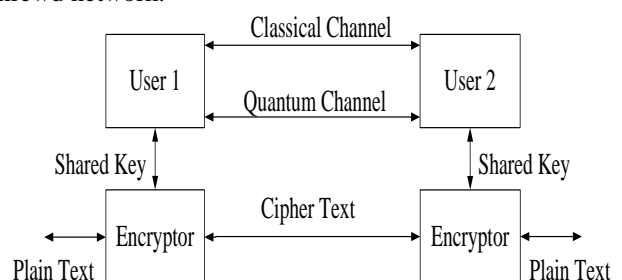 Classical Channel
User 1
User 2
Quantum Channel
Shared Key
Shared Key
Cipher Text
Encryptor
Encryptor
Plain Text
Plain Text